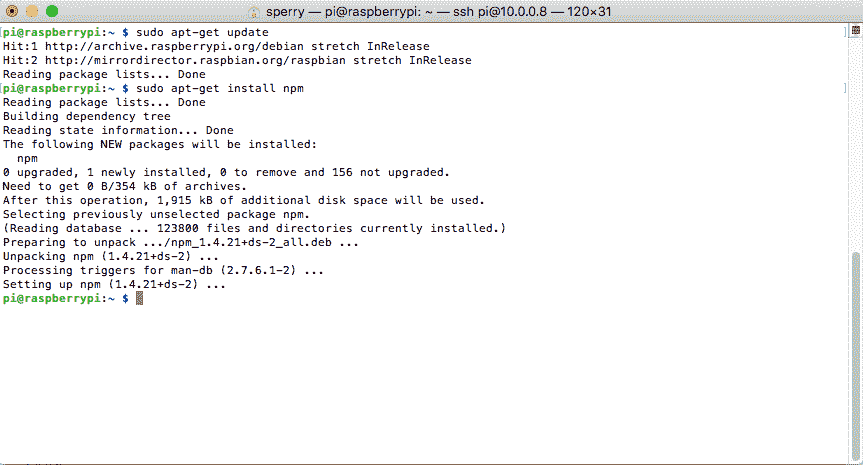 sperry — pi@raspberrypi: ~ — ssh pi@10.0.0.8 — 120×31
[pi@raspberrypi:~ $ sudo apt-get update ]
Hit:1 http://archive.raspberrypi.org/debian stretch InRelease
Hit:2 http://mirrordirector.raspbian.org/raspbian stretch InRelease
Reading package lists... Done
[pi@raspberrypi:~ $ sudo apt-get install npm ]
Reading package lists... Done
Building dependency tree
Reading state information... Done
The following NEW packages will be installed:
  npm
0 upgraded, 1 newly installed, 0 to remove and 156 not upgraded.
Need to get 0 B/354 kB of archives.
After this operation, 1,915 kB of additional disk space will be used.
Selecting previously unselected package npm.
(Reading database ... 123800 files and directories currently installed.)
Preparing to unpack .../npm_1.4.21+ds-2_all.deb ...
Unpacking npm (1.4.21+ds-2) ...
Processing triggers for man-db (2.7.6.1-2) ...
Setting up npm (1.4.21+ds-2) ...
pi@raspberrypi:~ $